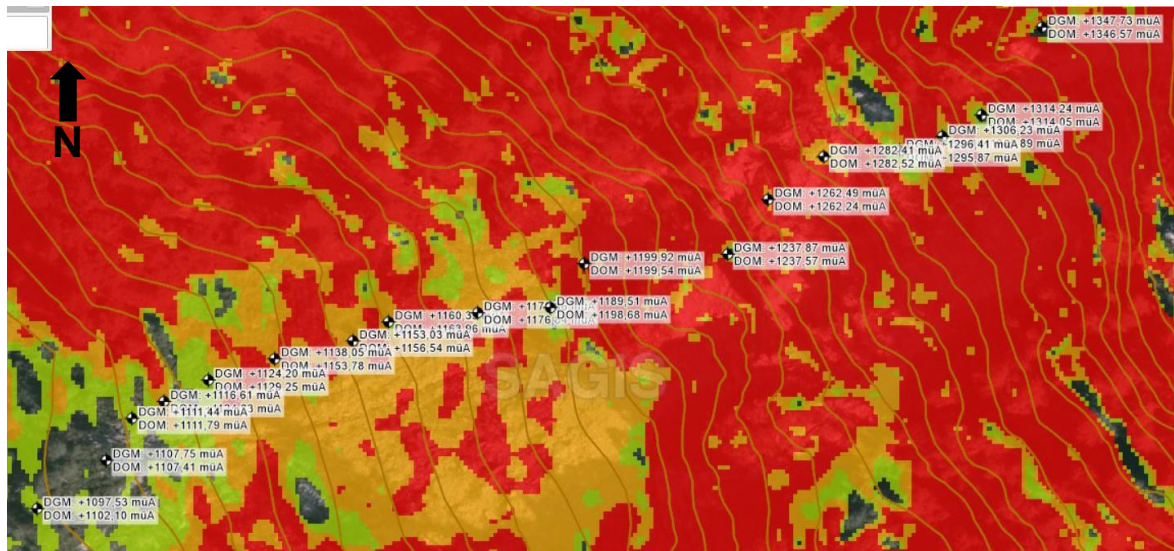 DGM: +1347,73 müA
DOM: +1346,57 müA
N
DGM: +1314,24 müA
DOM: +1314,05 müA
DGM: +1306,23 müA
+1296,41 müA 89 müA
+1295,87 müA
DGM: +1282,41 müA
DOM: +1282,52 müA
DGM: +1262,49 müA
DOM: +1262,24 müA
DGM: +1237,87 müA
DOM: +1237,57 müA
DGM: +1199,92 müA
DOM: +1199,54 müA
DGM: +1189,51 müA
DOM: +1198,68 müA
DGM:
DOM:
DGM:
DGM: +1153,03 müA
DOM: +1156,54 müA
SAGIS
DGM: +1138,05 müA
DOM: +1153,78 müA
DGM: +1124,20 müA
DOM: +1129,25 müA
DGM: +1116,61 müA
DGM: +1111,44 müA
DOM: +1111,79 müA
DGM: +1107,75 müA
DOM: +1107,41 müA
DGM: +1097,53 müA
DOM: +1102,10 müA